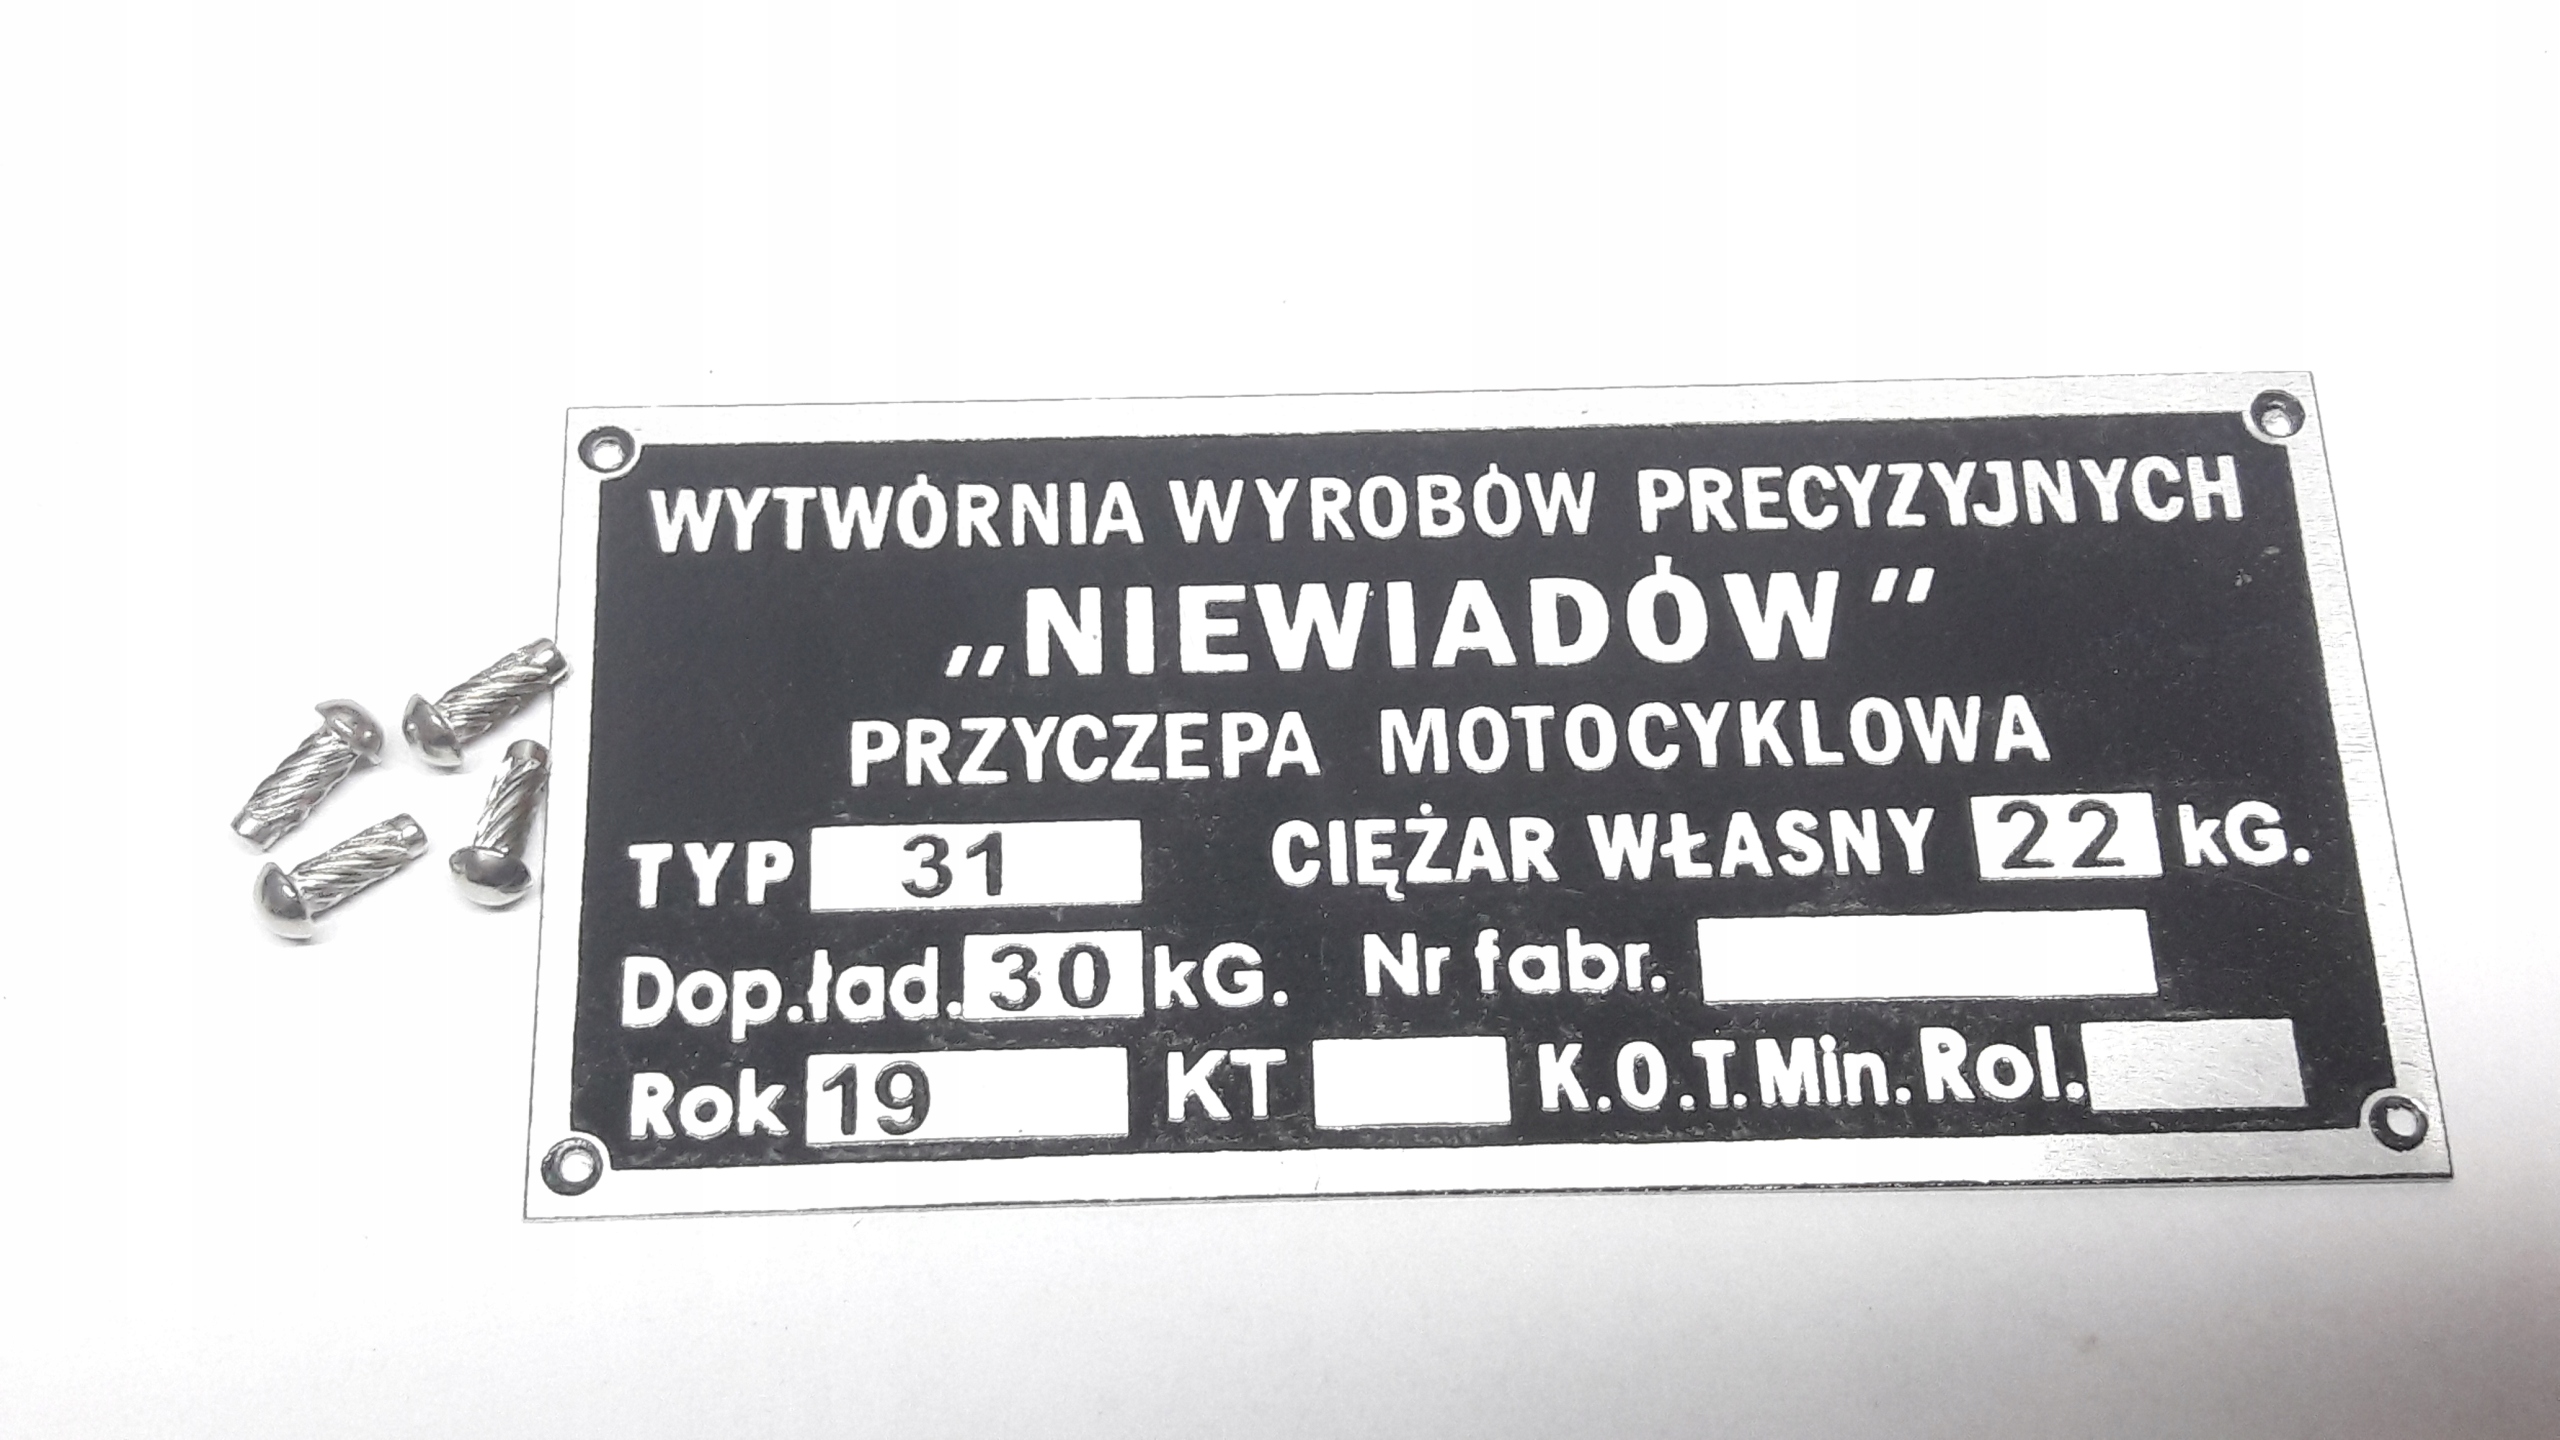 WYTWÓRNIA WYROBÓW PRECYZYJNYCH
„NIEWIADÓW"
PRZYCZEPA MOTOCYKLOWA
TYP 31 CIĘŻAR WŁASNY 22 kG.
Dop.ład. 30 kG. Nr fabr.
Rok 19 KT K.O.T.Min.Rol.